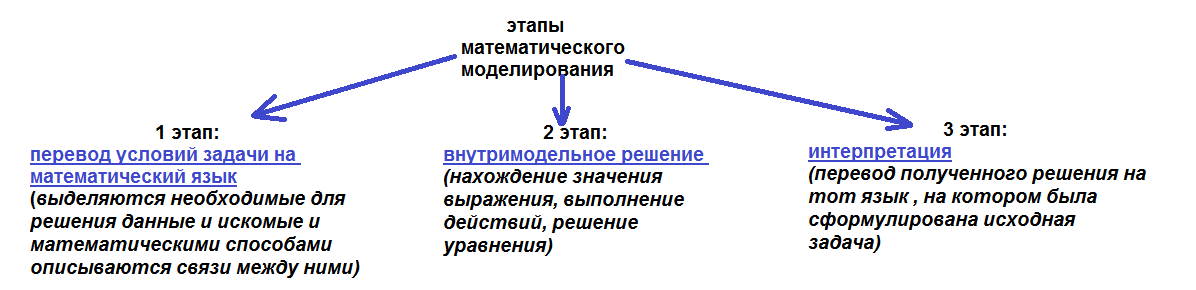 этапы
математического
моделирования
1 этап:
перевод условий задачи на
математический язык
(выделяются необходимые для
решения данные и искомые и
математическими способами
описываются связи между ними)
2 этап:
внутримодельное решение
(нахождение значения
выражения, выполнение
действий, решение
уравнения)
3 этап:
интерпретация
(перевод полученного решения на
тот язык , на котором была
сформулирована исходная
задача)